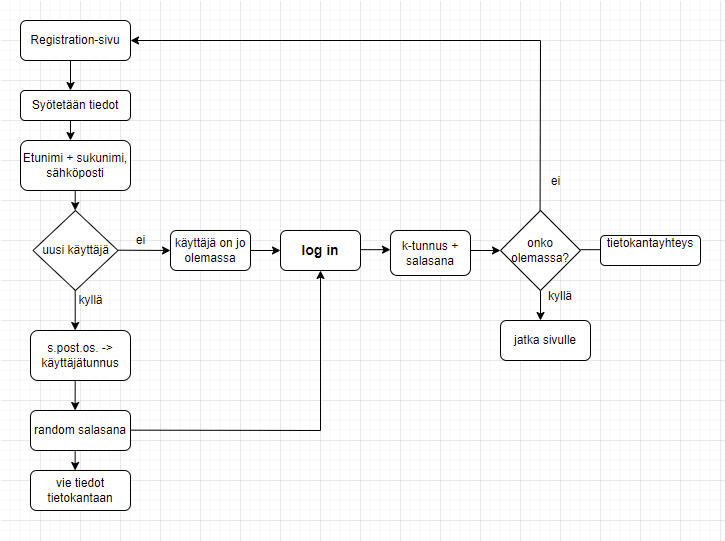 Registration-sivu
Syötetään tiedot
Etunimi + sukunimi,
sähköposti
uusi käyttäjä
ei
käyttäjä on jo
olemassa
log in
k-tunnus +
salasana
onko
olemassa?
tietokantayhteys
ei
kyllä
jatka sivulle
kyllä
s.post.os. ->
käyttäjätunnus
random salasana
vie tiedot
tietokantaan